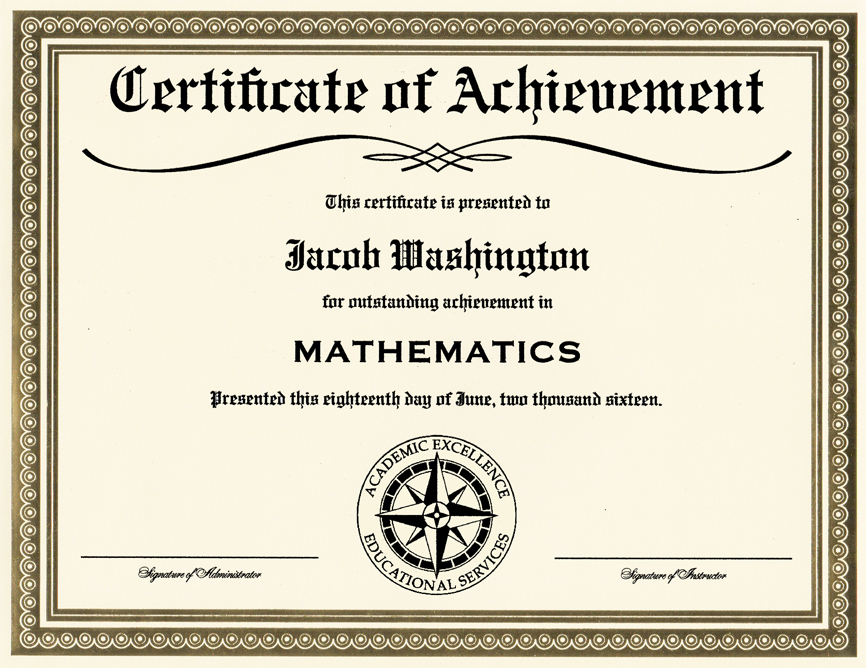 Certificate of Achievement
This certificate is presented to
Jacob Washington
for outstanding achievement in
MATHEMATICS
Presented this eighteenth day of June, two thousand sixteen.
ACADEMIC EXCELLENCE
EDUCATIONAL SERVICES
Signature of Administrator
Signature of Instructor